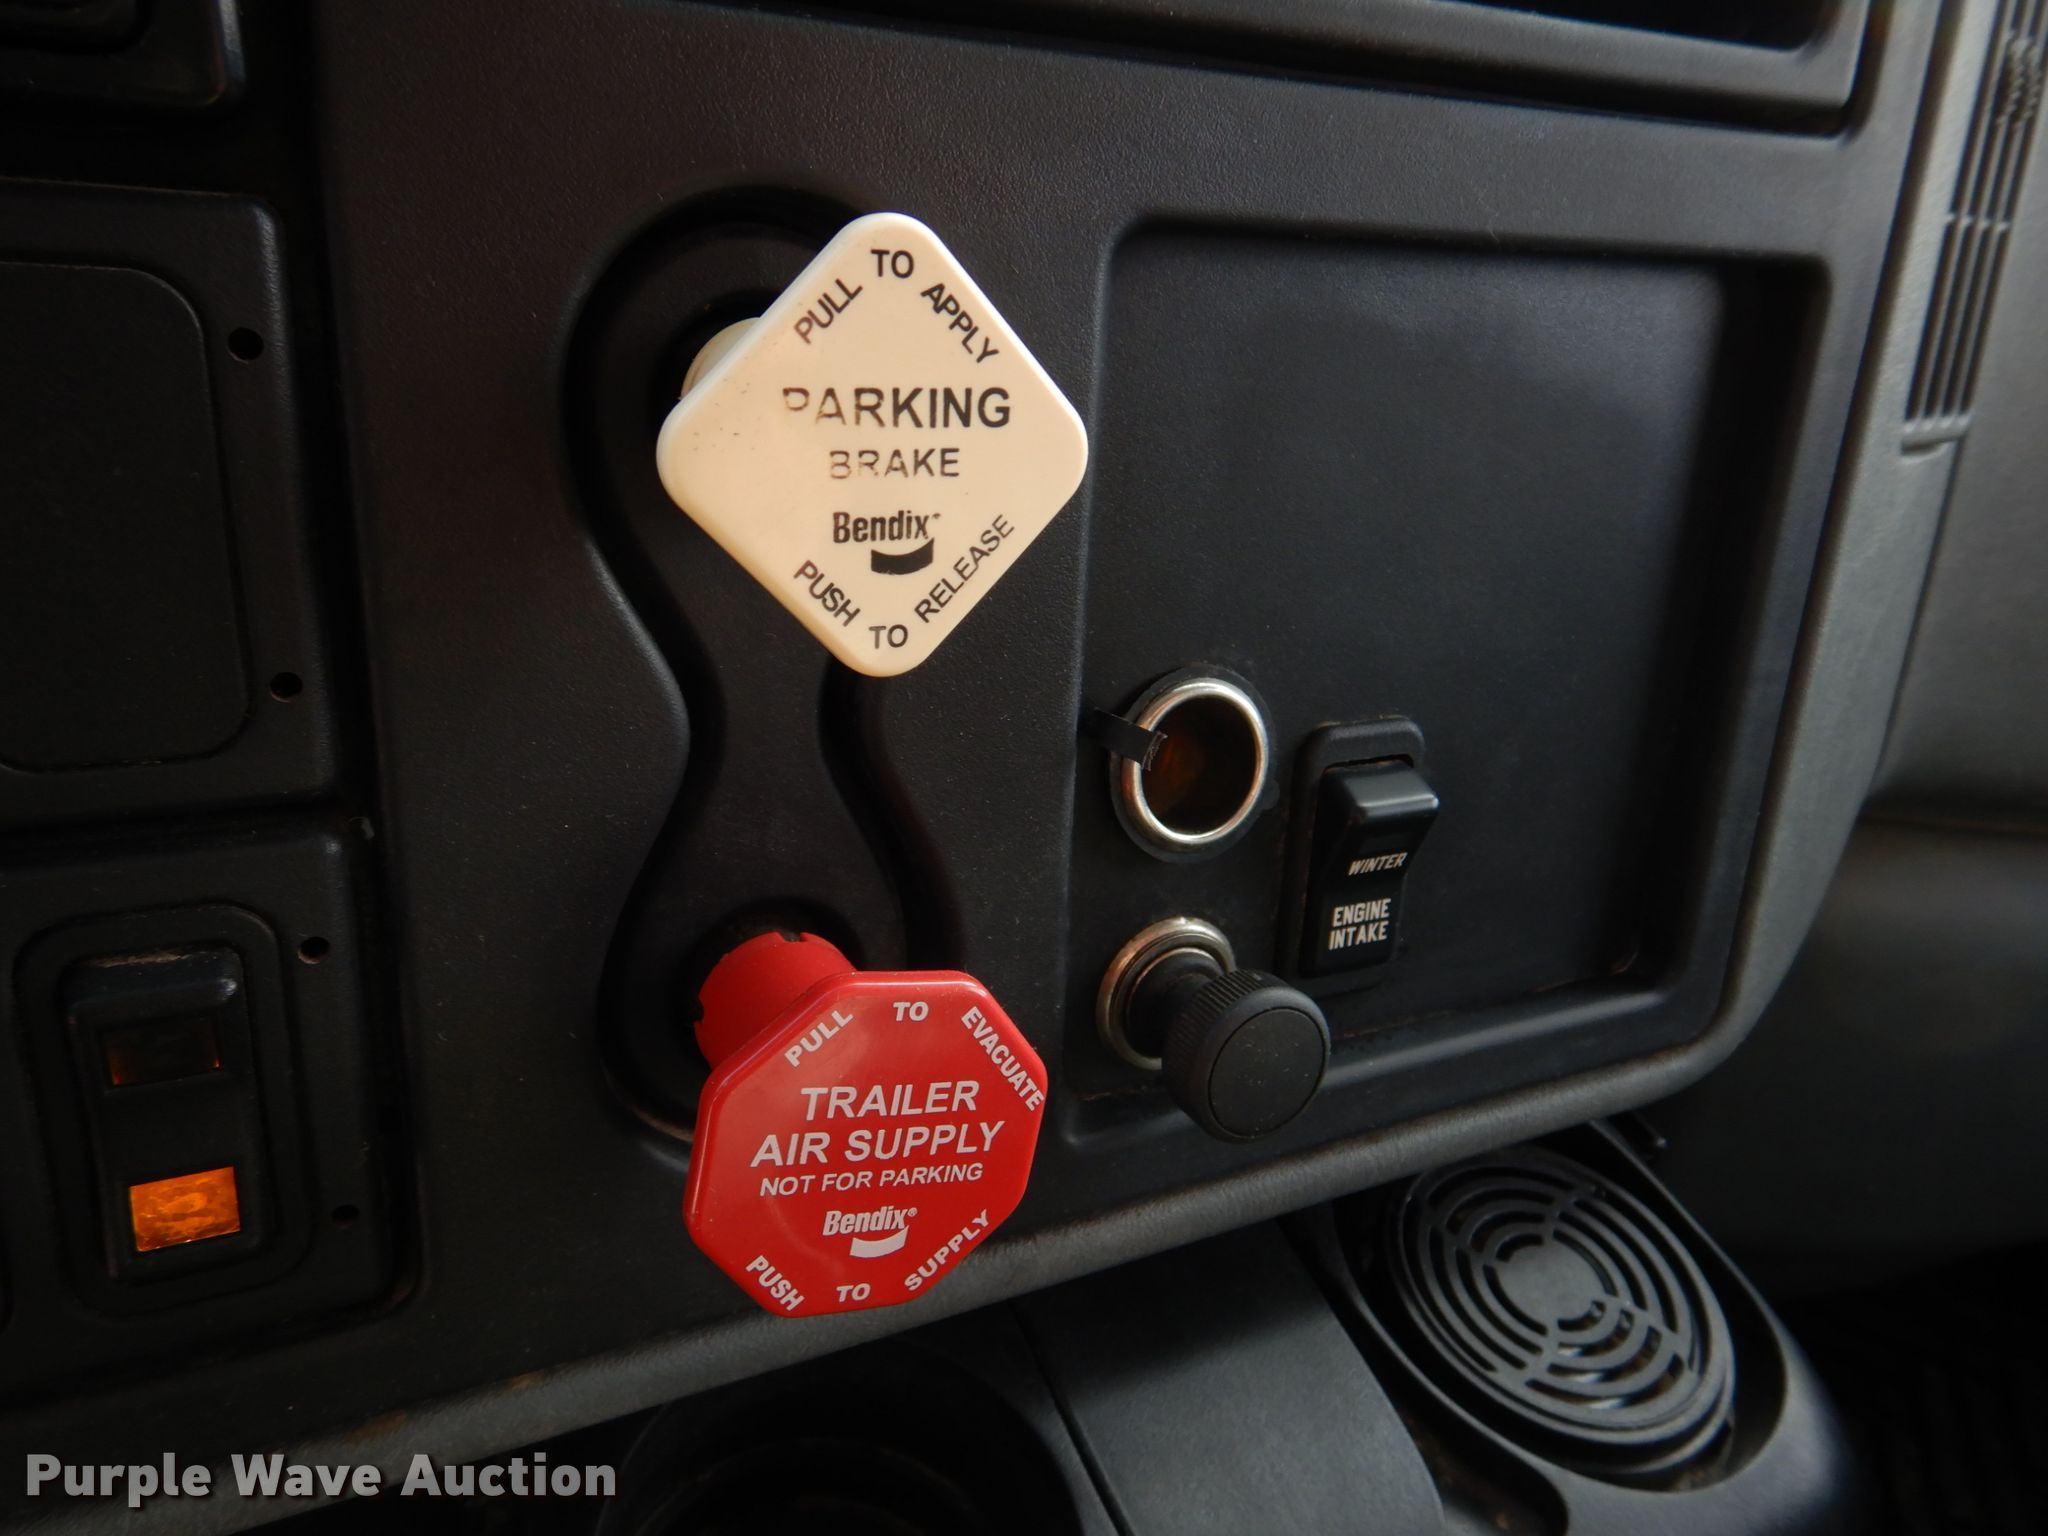 PULL TO APPLY
PARKING
BRAKE
Bendix
PUSH TO RELEASE
WINTER
ENGINE
INTAKE
PULL TO EVACUATE
TRAILER
AIR SUPPLY
NOT FOR PARKING
Bendix®
PUSH TO SUPPLY
Purple Wave Auction